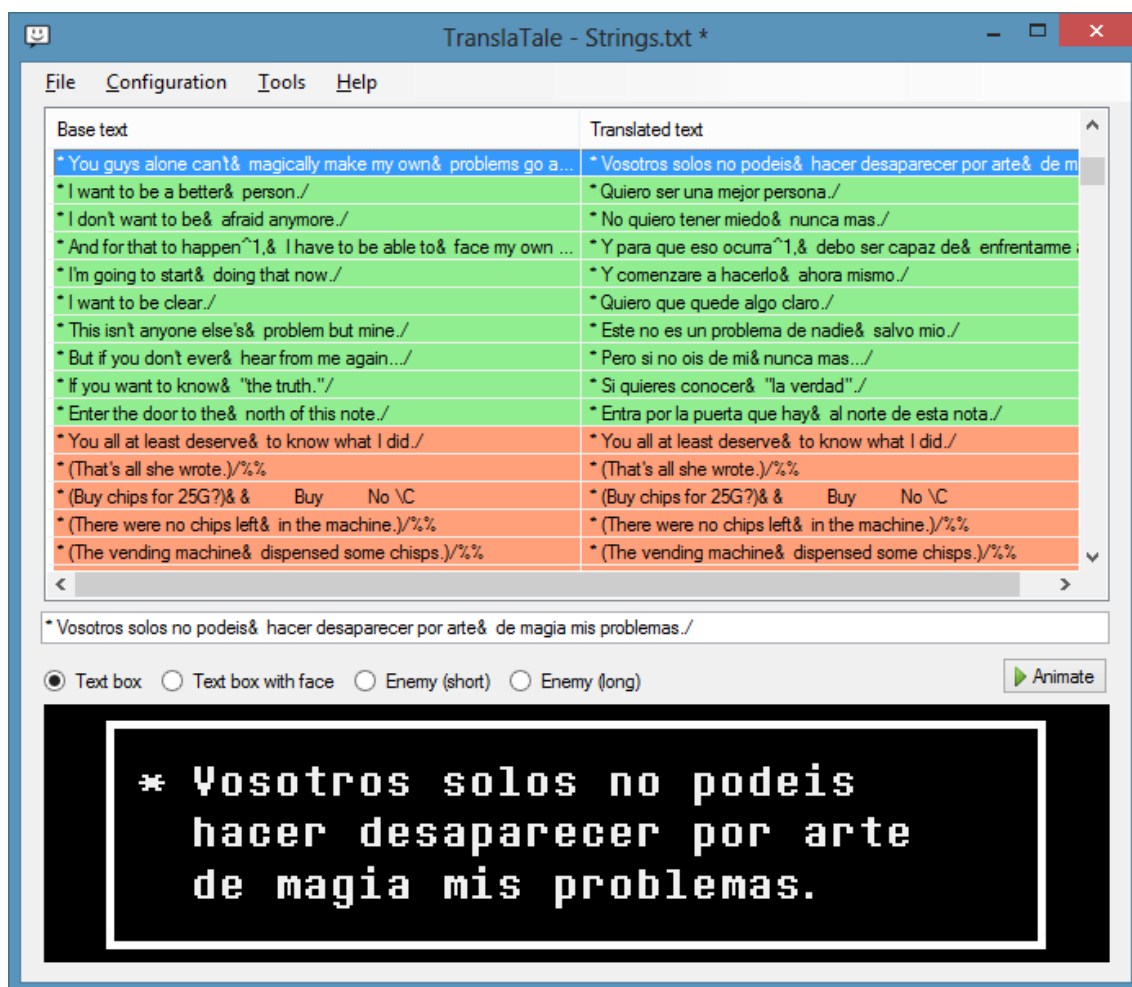 TranslaTale - Strings.txt *
File Configuration Tools Help
Base text Translated text
* You guys alone can't& magically make my own& problems go a... * Vosotros solos no podeis& hacer desaparecer por arte& de m
* I want to be a better& person./ * Quiero ser una mejor persona./
* I don't want to be& afraid anymore./ * No quiero tener miedo& nunca mas./
* And for that to happen^1,& I have to be able to& face my own ... * Y para que eso ocurra^1,& debo ser capaz de& enfrentarme a
* I'm going to start& doing that now./ * Y comenzare a hacerlo& ahora mismo./
* I want to be clear./ * Quiero que quede algo claro./
* This isn't anyone else's& problem but mine./ * Este no es un problema de nadie& salvo mio./
* But if you don't ever& hear from me again.../ * Pero si no ois de mi& nunca mas.../
* If you want to know& "the truth."/ * Si quieres conocer& "la verdad"./
* Enter the door to the& north of this note./ * Entra por la puerta que hay& al norte de esta nota./
* You all at least deserve& to know what I did./ * You all at least deserve& to know what I did./
* (That's all she wrote.)/%% * (That's all she wrote.)/%%
* (Buy chips for 25G?)& & Buy No \C * (Buy chips for 25G?)& & Buy No \C
* (There were no chips left& in the machine.)/%% * (There were no chips left& in the machine.)/%%
* (The vending machine& dispensed some chisps.)/%% * (The vending machine& dispensed some chisps.)/%%
* Vosotros solos no podeis& hacer desaparecer por arte& de magia mis problemas./
Text box Text box with face Enemy (short) Enemy (long) Animate
* Vosotros solos no podeis
hacer desaparecer por arte
de magia mis problemas.